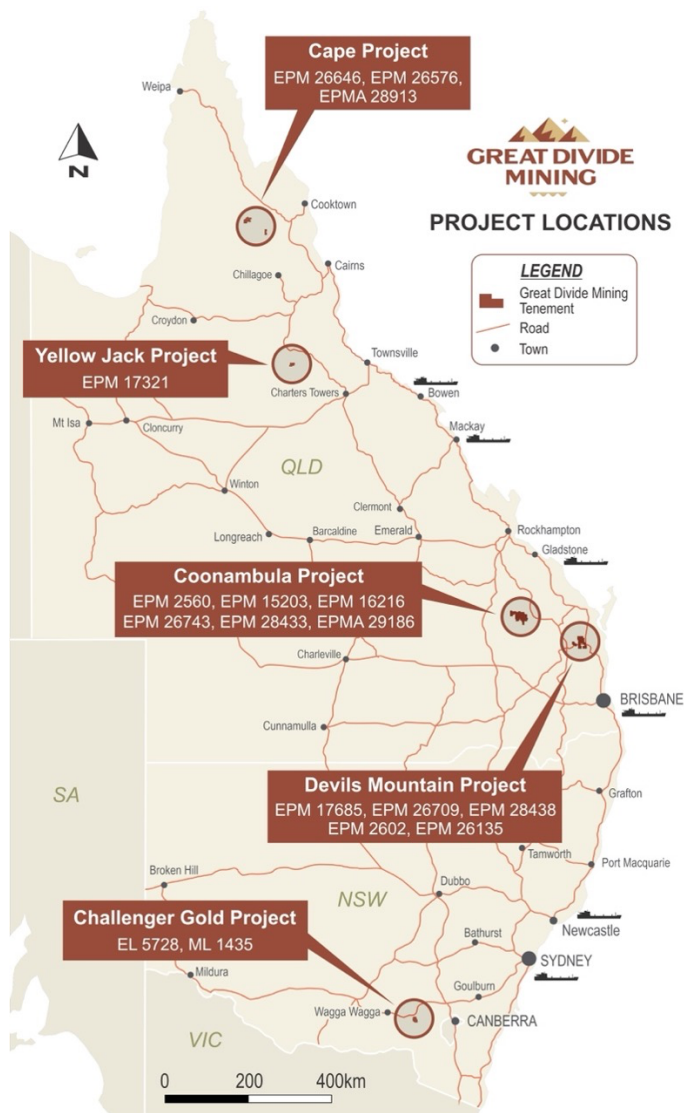 Cape Project
EPM 26646, EPM 26576,
EPMA 28913
Weipa
N
GREAT DIVIDE
MINING
PROJECT LOCATIONS
LEGEND
Great Divide Mining
Tenement
Road
Town
Cooktown
Cairns
Chillagoe
Croydon
Yellow Jack Project
EPM 17321
Townsville
Charters Towers
Bowen
Mt Isa
Cloncurry
Mackay
QLD
Winton
Clermont
Longreach
Barcaldine
Emerald
Rockhampton
Gladstone
Coonambula Project
EPM 2560, EPM 15203, EPM 16216
EPM 26743, EPM 28433, EPMA 29186
Charleville
BRISBANE
Cunnamulla
Devils Mountain Project
EPM 17685, EPM 26709, EPM 28438
EPM 2602, EPM 26135
SA
Grafton
Tamworth
Port Macquarie
Broken Hill
Dubbo
NSW
Challenger Gold Project
EL 5728, ML 1435
Newcastle
Bathurst
SYDNEY
Mildura
Goulburn
Wagga Wagga
CANBERRA
VIC
0
200
400km